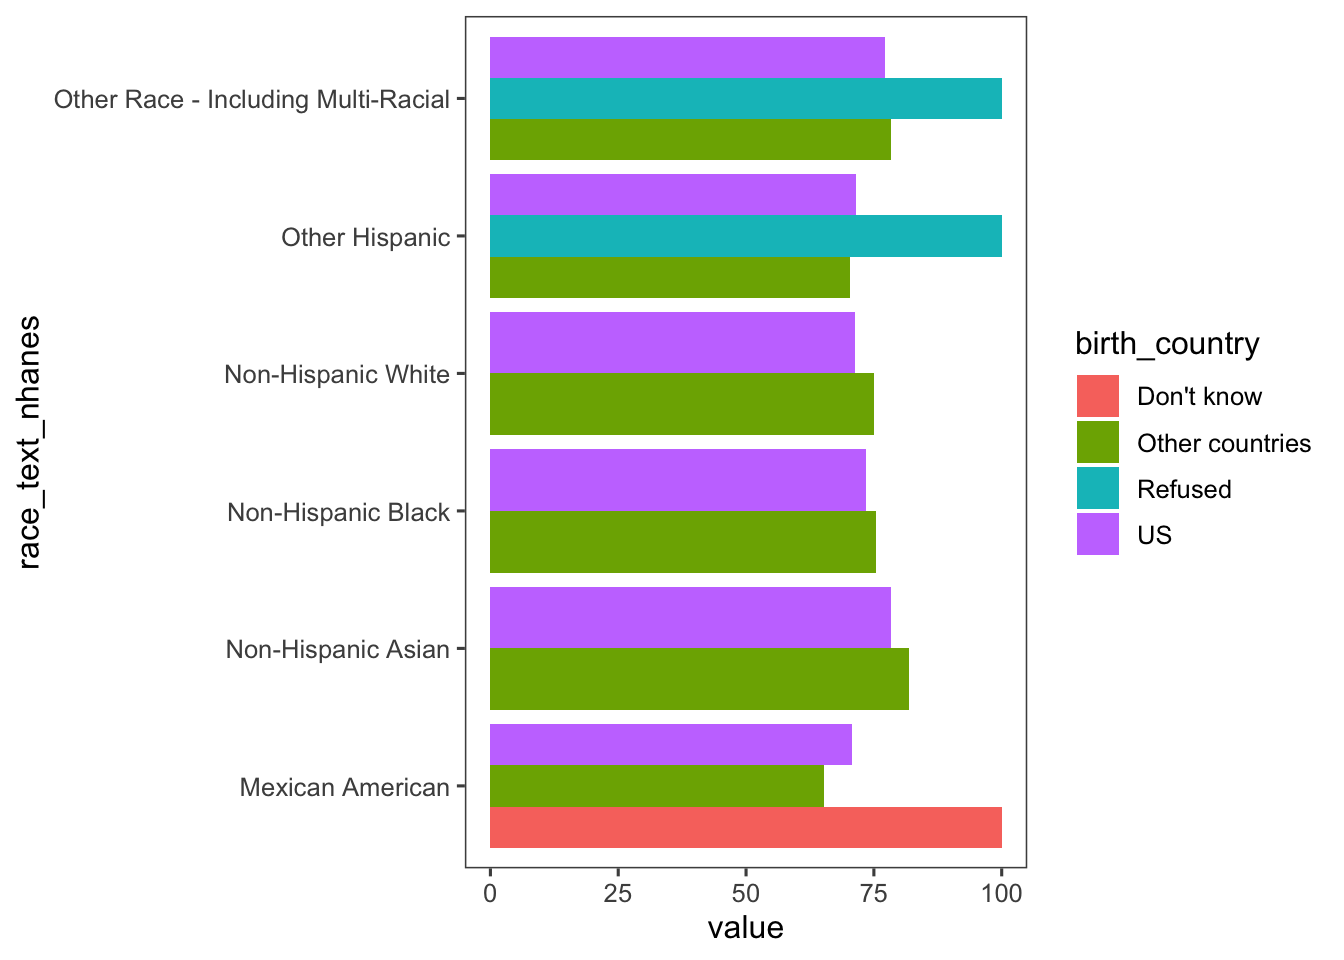 race_text_nhanes
Other Race - Including Multi-Racial
Other Hispanic
Non-Hispanic White
Non-Hispanic Black
Non-Hispanic Asian
Mexican American
0 25 50 75 100
value
birth_country
Don't know
Other countries
Refused
US